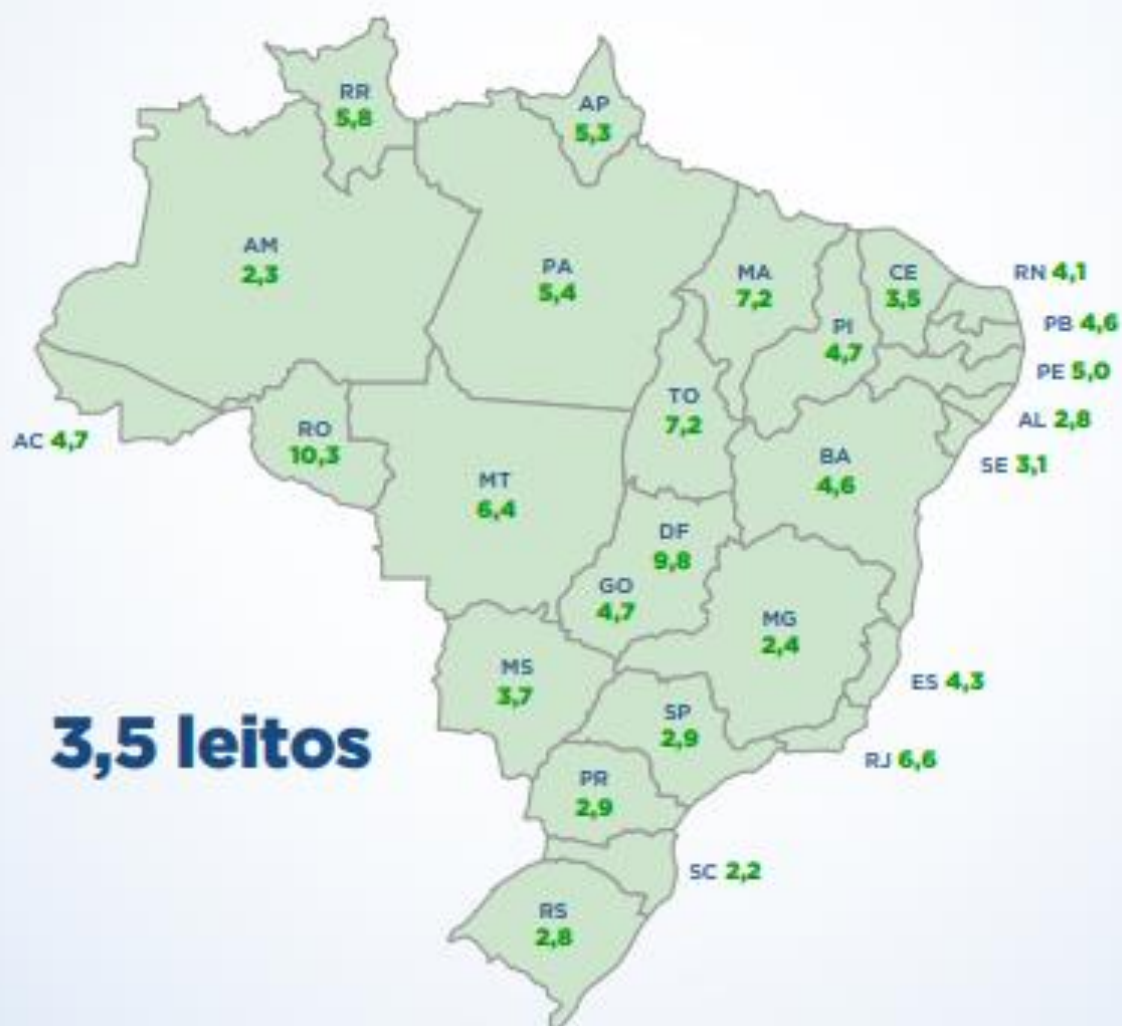 RR
5,8
AP
5,3
AM
2,3
PA
5,4
MA
7,2
CE
3,5
RN 4,1
PI
4,7
PB 4,6
PE 5,0
TO
7,2
AL 2,8
AC 4,7
RO
10,3
BA
4,6
SE 3,1
MT
6,4
DF
9,8
GO
4,7
MG
2,4
MS
3,7
ES 4,3
SP
2,9
3,5 leitos
RJ 6,6
PR
2,9
SC 2,2
RS
2,8